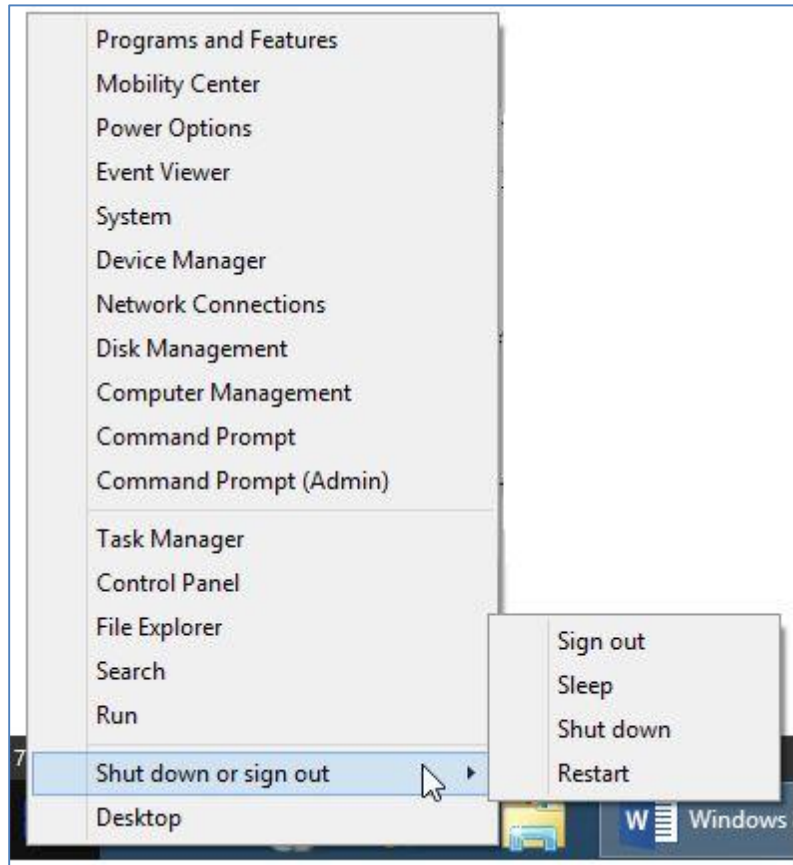 Programs and Features
Mobility Center
Power Options
Event Viewer
System
Device Manager
Network Connections
Disk Management
Computer Management
Command Prompt
Command Prompt (Admin)
Task Manager
Control Panel
File Explorer
Search
Run
Shut down or sign out
Desktop
Sign out
Sleep
Shut down
Restart
7
W
Windows